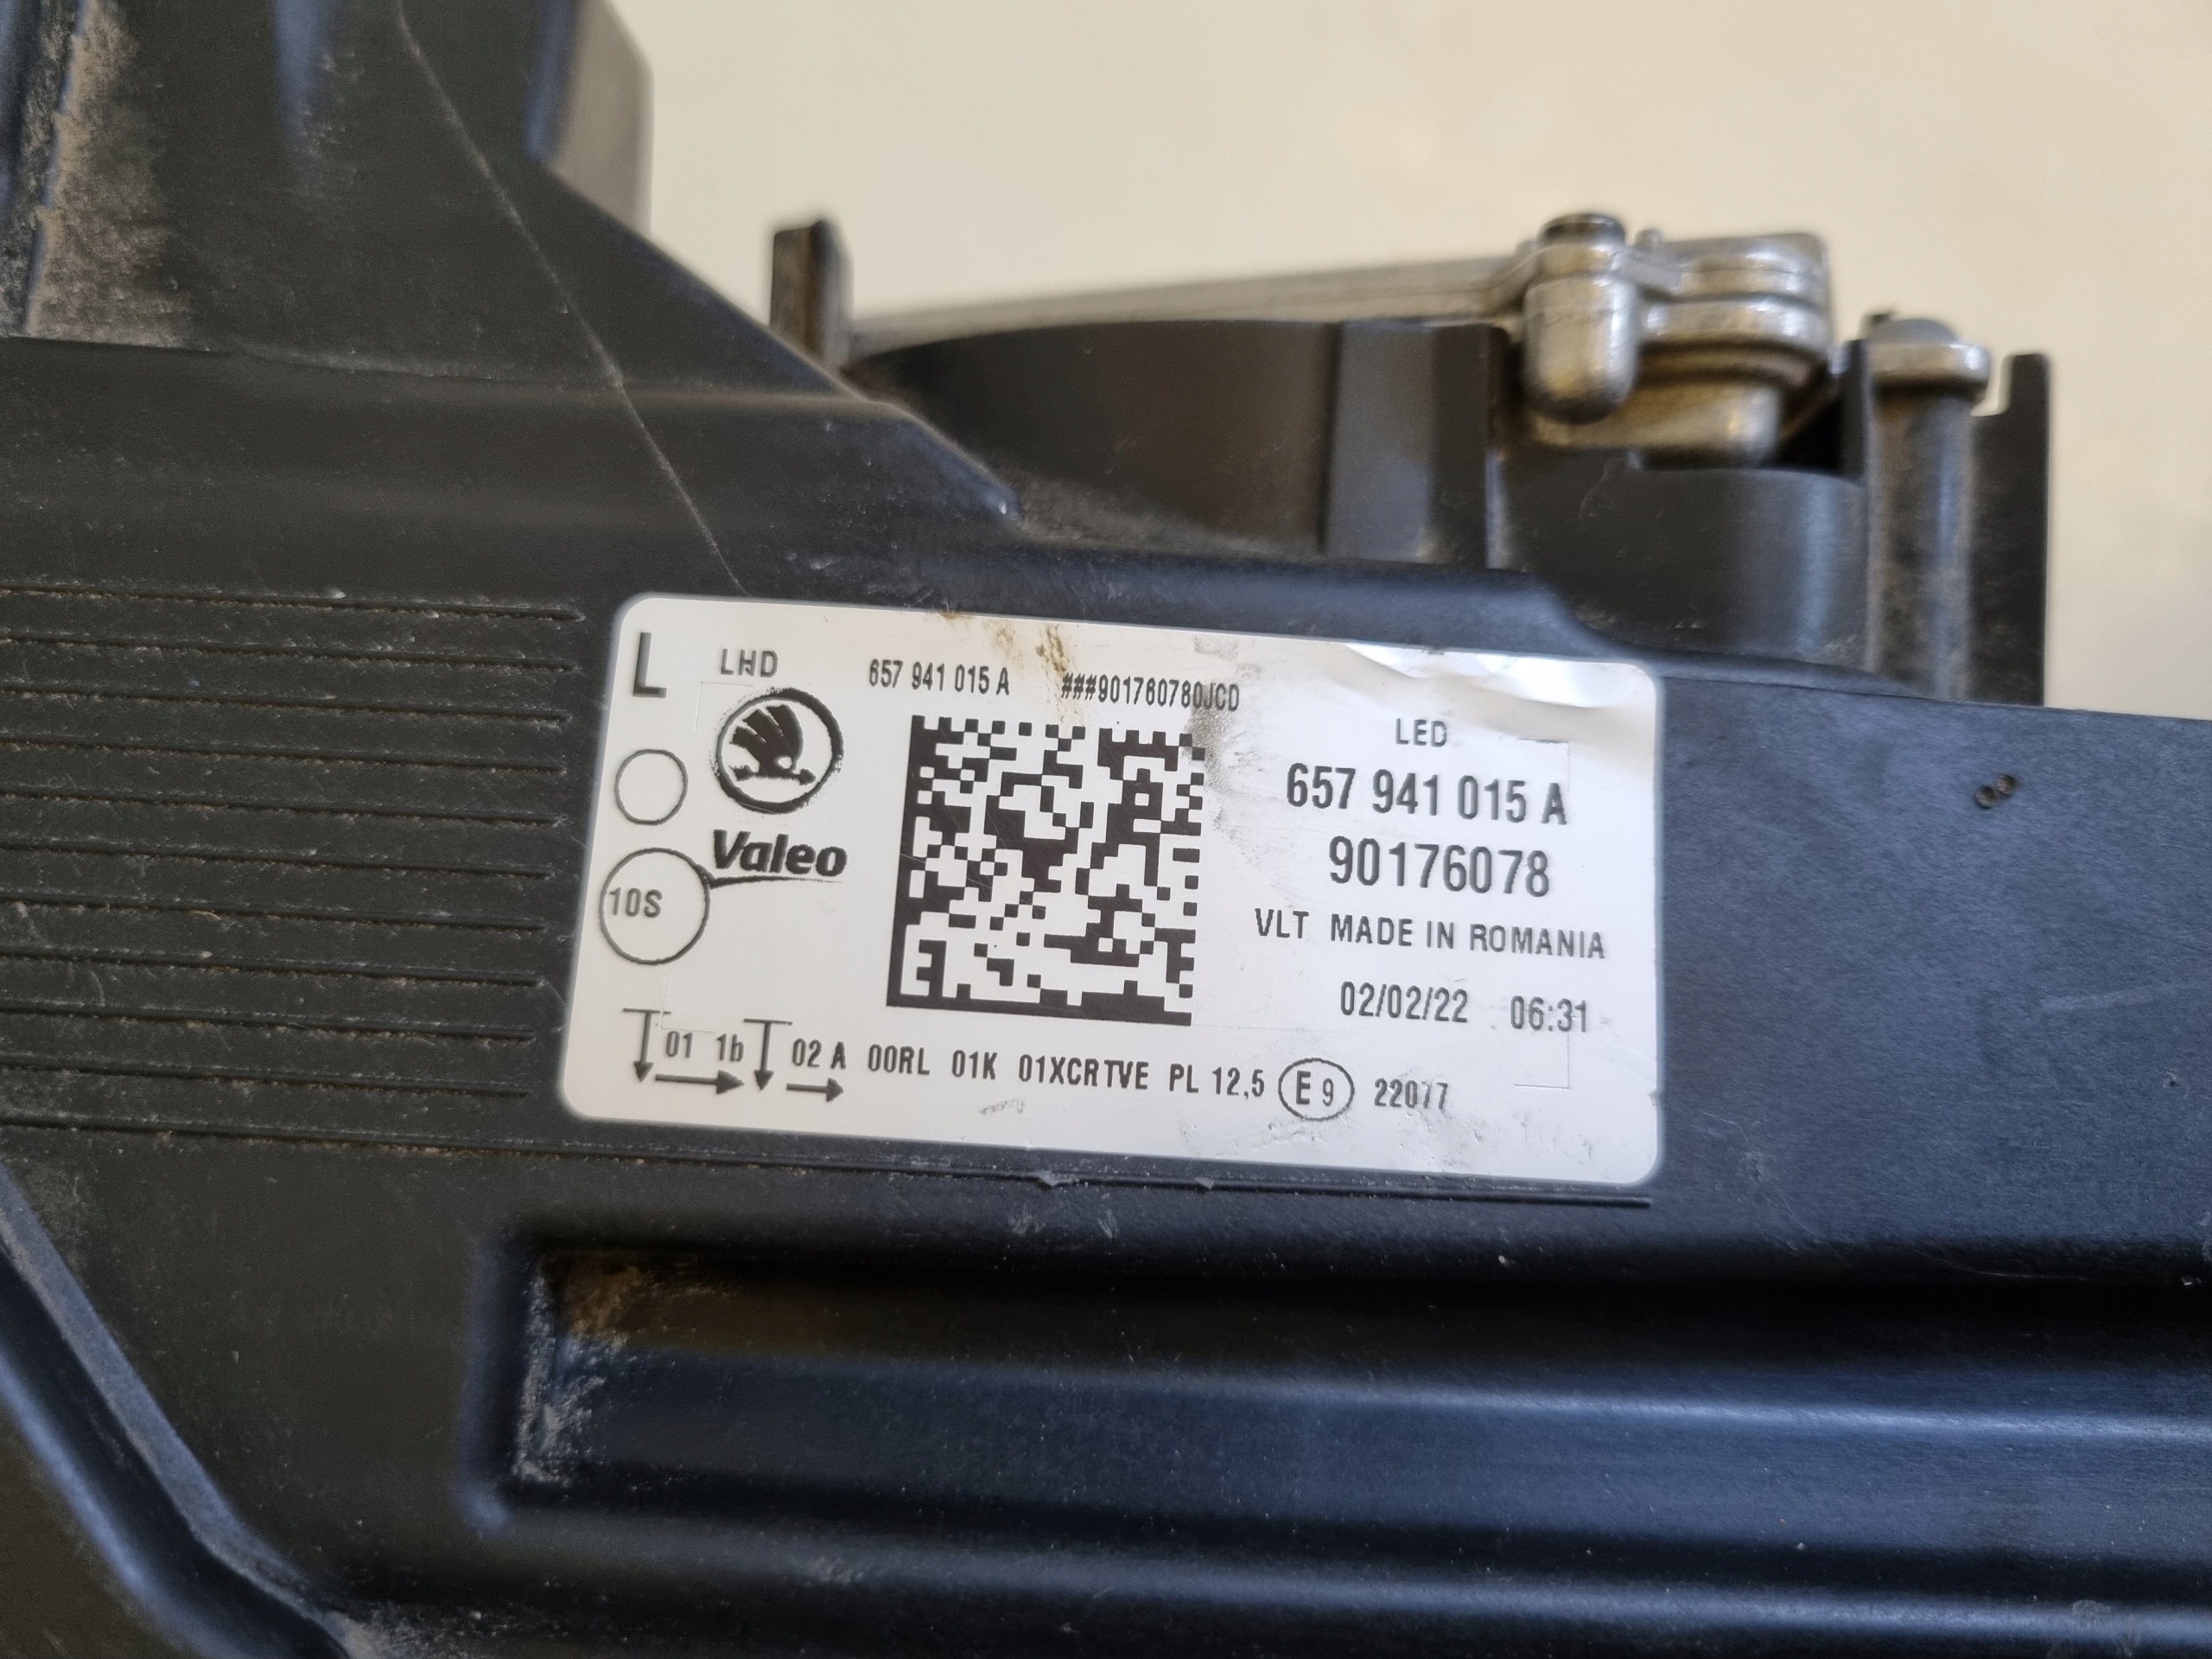 L LHD 657 941 015 A ###901760780JCD
LED
657 941 015 A
Valeo
90176078
10S
VLT MADE IN ROMANIA
02/02/22 06:31
01 1b 02 A 00RL 01K 01XCRTVE PL 12,5 E9 22077